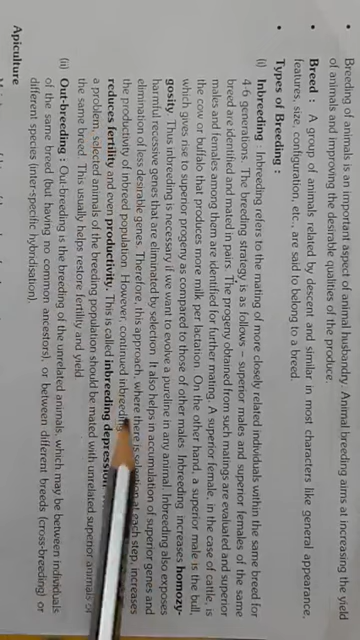 • Breeding of animals is an important aspect of animal husbandry. Animal breeding aims at increasing the yield
of animals and improving the desirable qualities of the produce.
• Breed : A group of animals related by descent and similar in most characters like general appearance,
features, size, configuration, etc., are said to belong to a breed.
• Types of Breeding :
(i) Inbreeding : Inbreeding refers to the mating of more closely related individuals within the same breed for
4-6 generations. The breeding strategy is as follows – superior males and superior females of the same
breed are identified and mated in pairs. The progeny obtained from such matings are evaluated and superior
males and females among them are identified for further mating. A superior female, in the case of cattle, is
the cow or buffalo that produces more milk per lactation. On the other hand, a superior male is the bull,
which gives rise to superior progeny as compared to those of other males. Inbreeding increases homozy-
gosity. Thus inbreeding is necessary if we want to evolve a pureline in any animal. Inbreeding also exposes
harmful recessive genes that are eliminated by selection. It also helps in accumulation of superior genes and
elimination of less desirable genes. Therefore, this approach, where there is selection at each step, increases
the productivity of inbreed population. However, continued inbreeding
reduces fertility and even productivity. This is called inbreeding depression
a problem, selected animals of the breeding population should be mated with unrelated superior animals of
the same breed. This usually helps restore fertility and yield.
(ii) Out-breeding : Out-breeding is the breeding of the unrelated animals, which may be between individuals
of the same breed (but having no common ancestors), or between different breeds (cross-breeding) or
different species (inter-specific hybridisation).
Apiculture